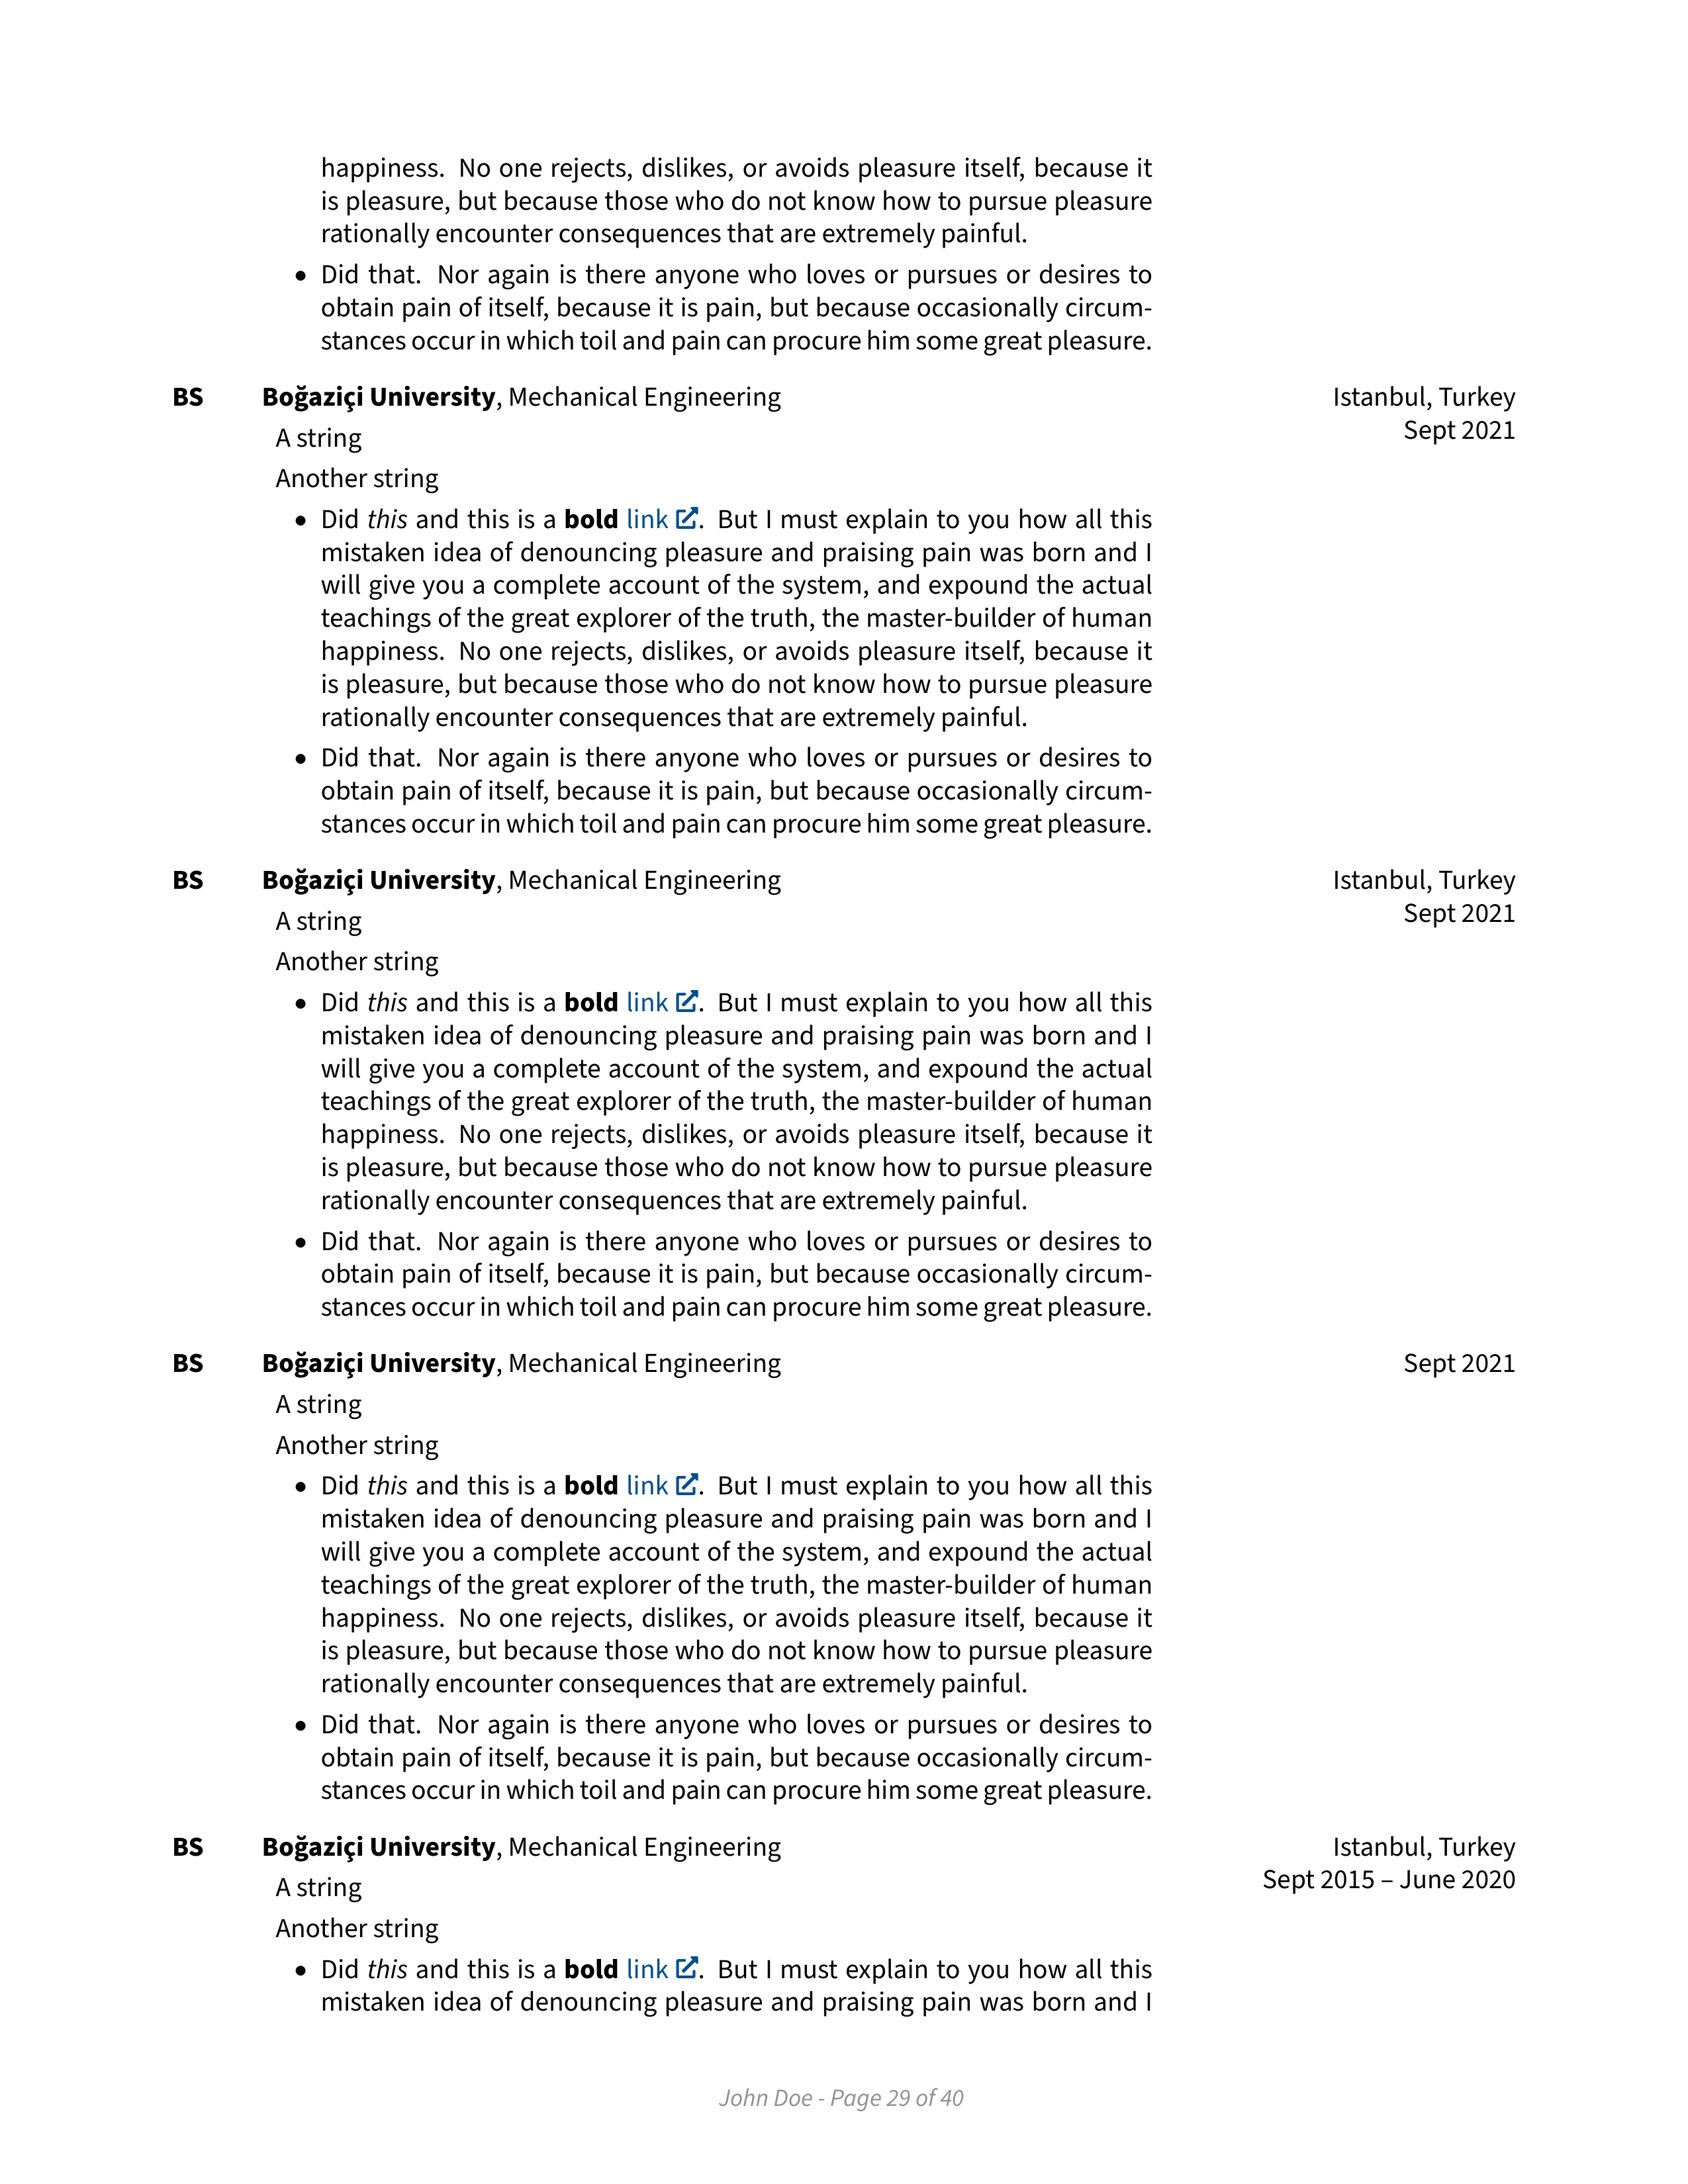 happiness. No one rejects, dislikes, or avoids pleasure itself, because it
is pleasure, but because those who do not know how to pursue pleasure
rationally encounter consequences that are extremely painful.
• Did that. Nor again is there anyone who loves or pursues or desires to
obtain pain of itself, because it is pain, but because occasionally circum-
stances occur in which toil and pain can procure him some great pleasure.
BS Boğaziçi University, Mechanical Engineering Istanbul, Turkey
Sept 2021
A string
Another string
• Did this and this is a bold link. But I must explain to you how all this
mistaken idea of denouncing pleasure and praising pain was born and I
will give you a complete account of the system, and expound the actual
teachings of the great explorer of the truth, the master-builder of human
happiness. No one rejects, dislikes, or avoids pleasure itself, because it
is pleasure, but because those who do not know how to pursue pleasure
rationally encounter consequences that are extremely painful.
• Did that. Nor again is there anyone who loves or pursues or desires to
obtain pain of itself, because it is pain, but because occasionally circum-
stances occur in which toil and pain can procure him some great pleasure.
BS Boğaziçi University, Mechanical Engineering Istanbul, Turkey
Sept 2021
A string
Another string
• Did this and this is a bold link. But I must explain to you how all this
mistaken idea of denouncing pleasure and praising pain was born and I
will give you a complete account of the system, and expound the actual
teachings of the great explorer of the truth, the master-builder of human
happiness. No one rejects, dislikes, or avoids pleasure itself, because it
is pleasure, but because those who do not know how to pursue pleasure
rationally encounter consequences that are extremely painful.
• Did that. Nor again is there anyone who loves or pursues or desires to
obtain pain of itself, because it is pain, but because occasionally circum-
stances occur in which toil and pain can procure him some great pleasure.
BS Boğaziçi University, Mechanical Engineering Sept 2021
A string
Another string
• Did this and this is a bold link. But I must explain to you how all this
mistaken idea of denouncing pleasure and praising pain was born and I
will give you a complete account of the system, and expound the actual
teachings of the great explorer of the truth, the master-builder of human
happiness. No one rejects, dislikes, or avoids pleasure itself, because it
is pleasure, but because those who do not know how to pursue pleasure
rationally encounter consequences that are extremely painful.
• Did that. Nor again is there anyone who loves or pursues or desires to
obtain pain of itself, because it is pain, but because occasionally circum-
stances occur in which toil and pain can procure him some great pleasure.
BS Boğaziçi University, Mechanical Engineering Istanbul, Turkey
Sept 2015 – June 2020
A string
Another string
• Did this and this is a bold link. But I must explain to you how all this
mistaken idea of denouncing pleasure and praising pain was born and I
John Doe - Page 29 of 40